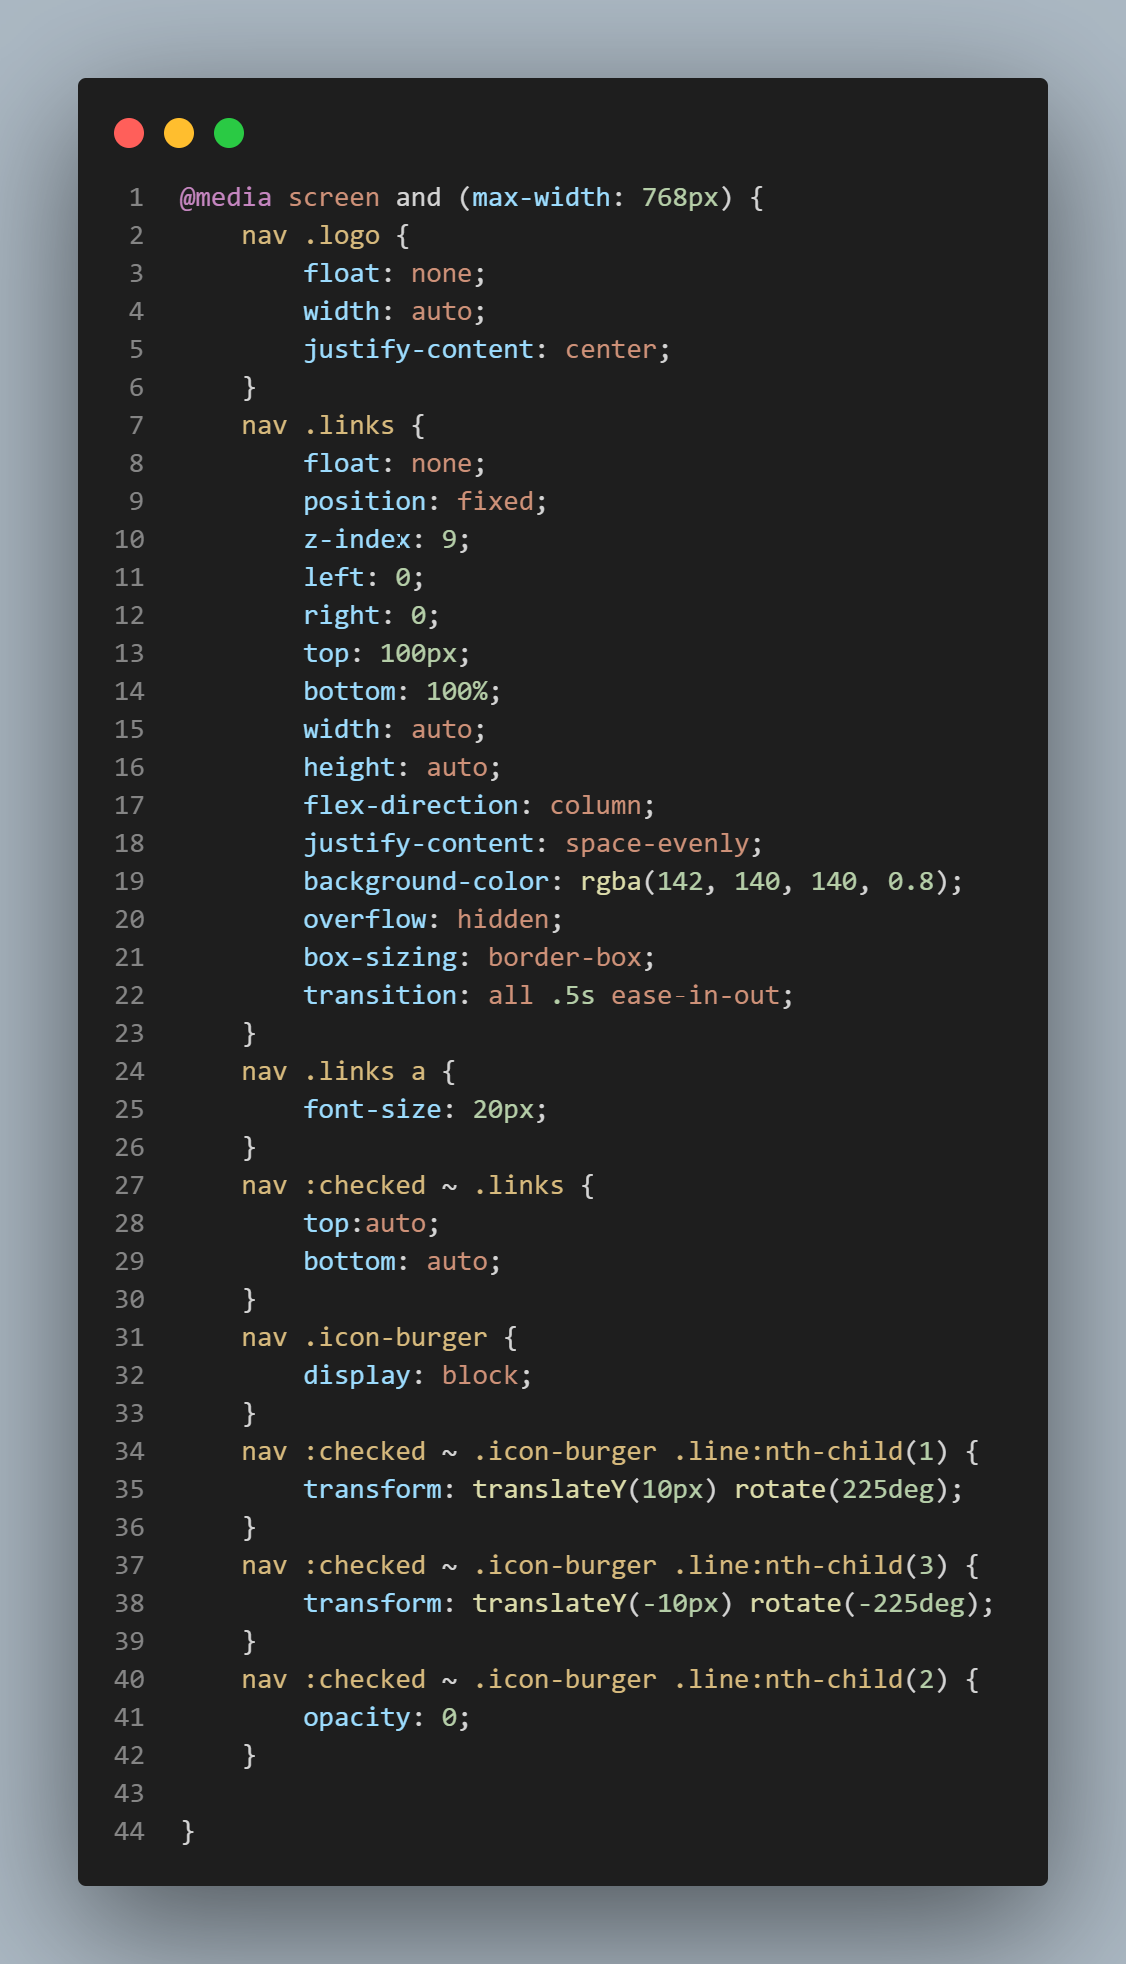 1 @media screen and (max-width: 768px) {
2     nav .logo {
3         float: none;
4         width: auto;
5         justify-content: center;
6     }
7     nav .links {
8         float: none;
9         position: fixed;
10         z-index: 9;
11         left: 0;
12         right: 0;
13         top: 100px;
14         bottom: 100%;
15         width: auto;
16         height: auto;
17         flex-direction: column;
18         justify-content: space-evenly;
19         background-color: rgba(142, 140, 140, 0.8);
20         overflow: hidden;
21         box-sizing: border-box;
22         transition: all .5s ease-in-out;
23     }
24     nav .links a {
25         font-size: 20px;
26     }
27     nav :checked ~ .links {
28         top:auto;
29         bottom: auto;
30     }
31     nav .icon-burger {
32         display: block;
33     }
34     nav :checked ~ .icon-burger .line:nth-child(1) {
35         transform: translateY(10px) rotate(225deg);
36     }
37     nav :checked ~ .icon-burger .line:nth-child(3) {
38         transform: translateY(-10px) rotate(-225deg);
39     }
40     nav :checked ~ .icon-burger .line:nth-child(2) {
41         opacity: 0;
42     }
43
44 }